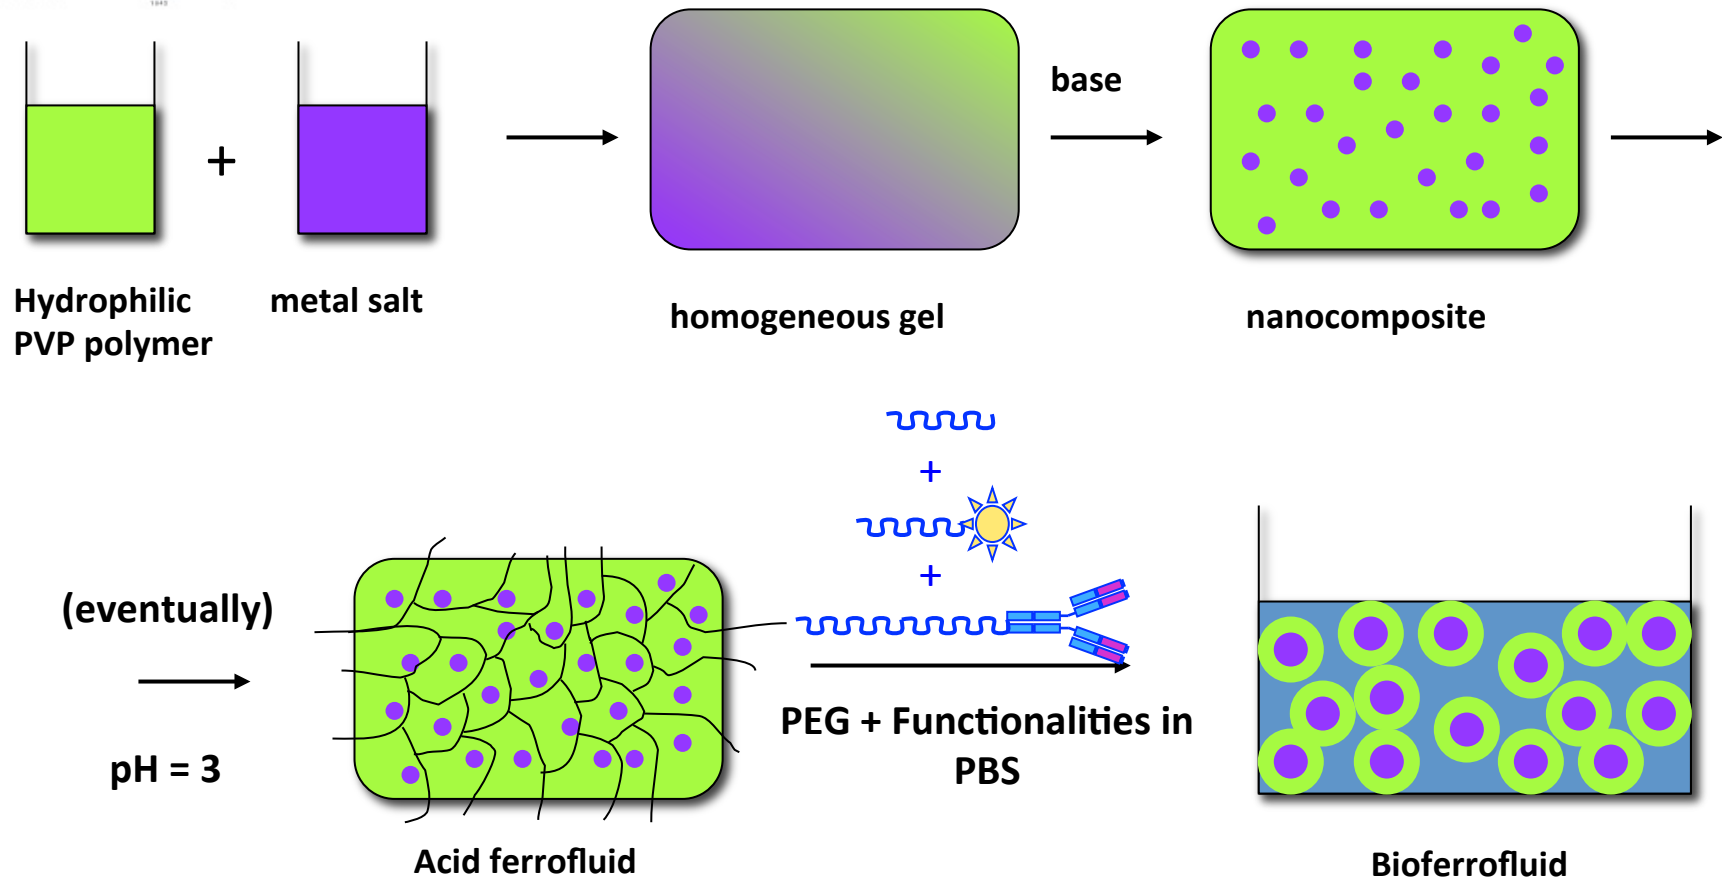 1942
+
base
Hydrophilic
PVP polymer
metal salt
homogeneous gel
nanocomposite
+
+
(eventually)
pH = 3
PEG + Functionalities in
PBS
Acid ferrofluid
Bioferrofluid